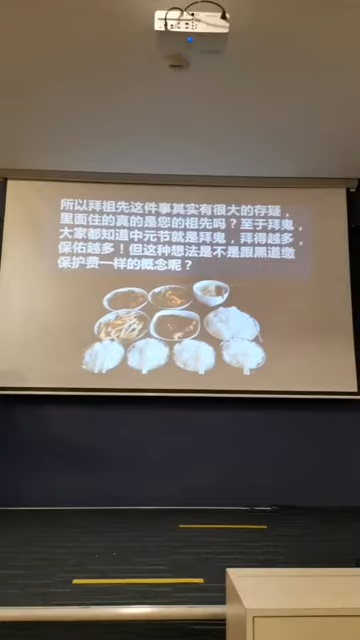 所以拜祖先这件事其实有很大的存疑，
里面住的真的是您的祖先吗？至于拜鬼，
大家都知道中元节就是拜鬼，拜得越多，
保佑越多！但这种想法是不是跟黑道缴
保护费一样的概念呢？